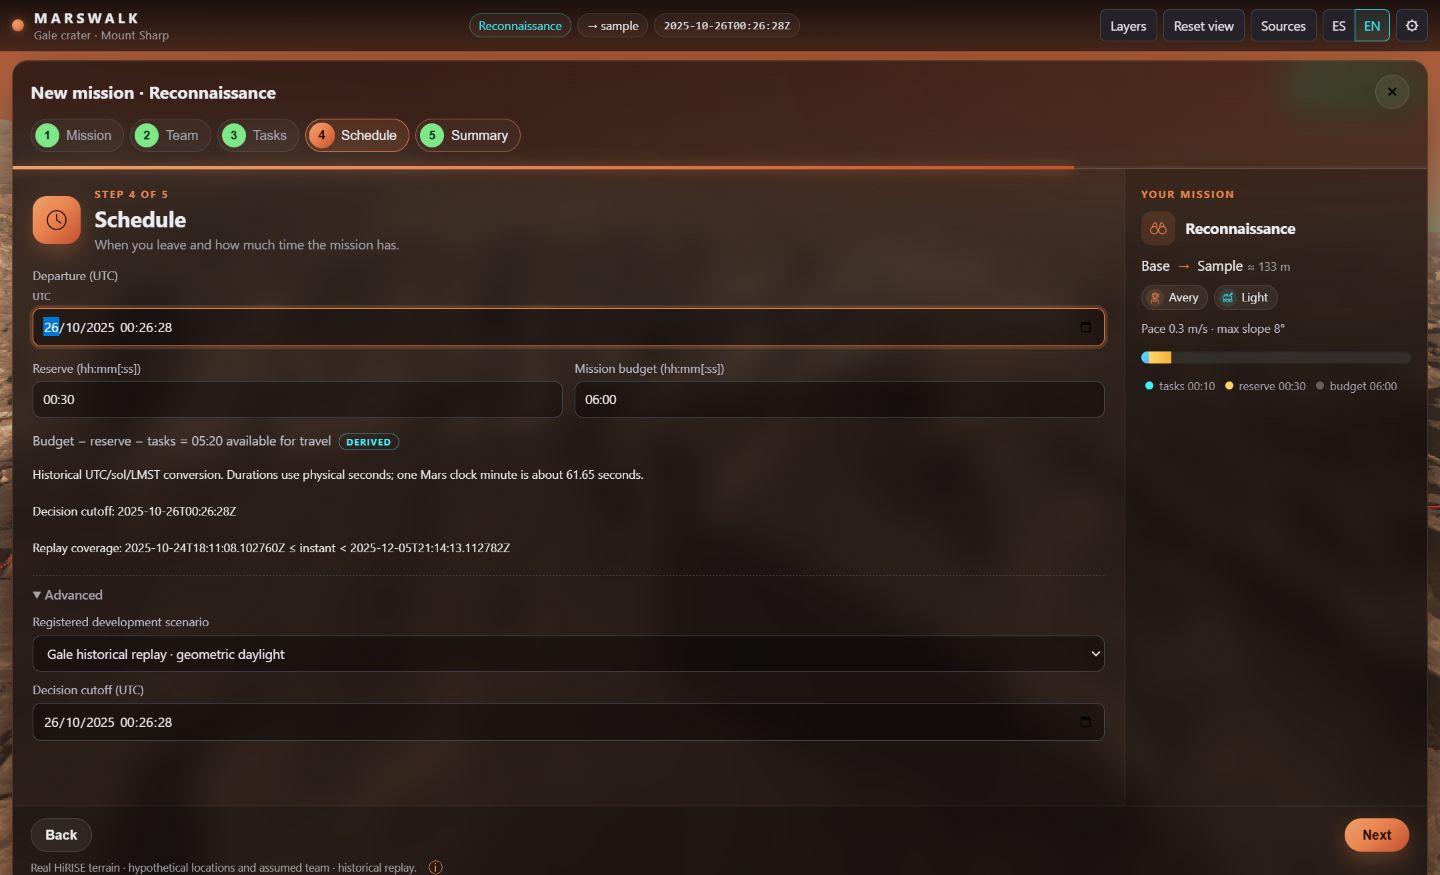 MARSWALK
Gale crater · Mount Sharp
Reconnaissance
→ sample
2025-10-26T00:26:28Z
Layers
Reset view
Sources
ES
EN
New mission · Reconnaissance
1 Mission
2 Team
3 Tasks
4 Schedule
5 Summary
STEP 4 OF 5
Schedule
When you leave and how much time the mission has.
Departure (UTC)
UTC
26/10/2025 00:26:28
Reserve (hh:mm[:ss])
Mission budget (hh:mm[:ss])
00:30
06:00
Budget − reserve − tasks = 05:20 available for travel DERIVED
Historical UTC/sol/LMST conversion. Durations use physical seconds; one Mars clock minute is about 61.65 seconds.
Decision cutoff: 2025-10-26T00:26:28Z
Replay coverage: 2025-10-24T18:11:08.102760Z ≤ instant < 2025-12-05T21:14:13.112782Z
▼ Advanced
Registered development scenario
Gale historical replay · geometric daylight
Decision cutoff (UTC)
26/10/2025 00:26:28
YOUR MISSION
Reconnaissance
Base → Sample ≈ 133 m
Avery
Light
Pace 0.3 m/s · max slope 8°
tasks 00:10
reserve 00:30
budget 06:00
Back
Next
Real HiRISE terrain · hypothetical locations and assumed team · historical replay.